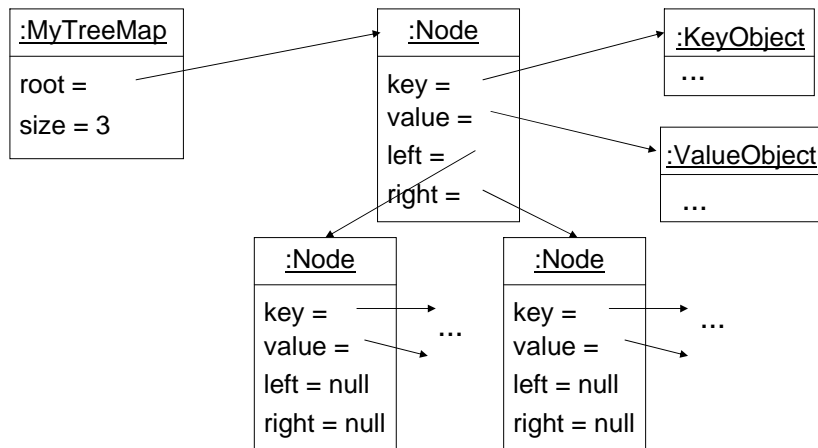 :MyTreeMap
root =
size = 3
:Node
key =
value =
left =
right =
:KeyObject
...
:ValueObject
...
:Node
key =
value =
left = null
right = null
...
:Node
key =
value =
left = null
right = null
...